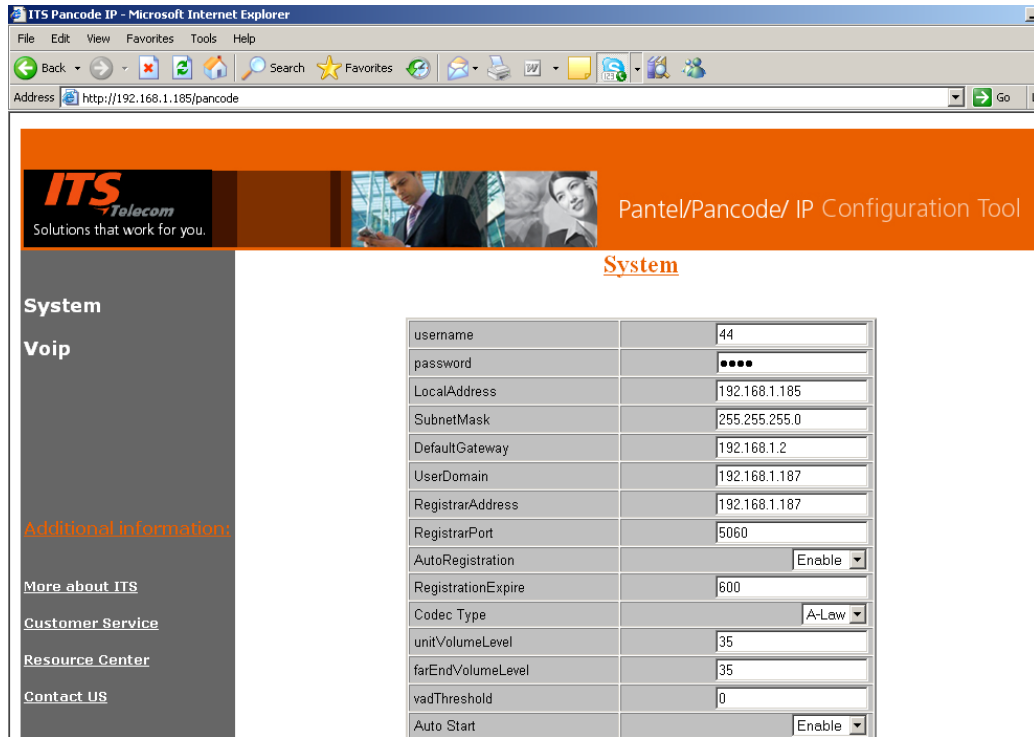 ITS Pancode IP - Microsoft Internet Explorer
File Edit View Favorites Tools Help
Back Search Favorites
Address http://192.168.1.185/pancode Go
ITS
Telecom
Solutions that work for you.
Pantel/Pancode/ IP Configuration Tool
System
System
Voip
Additional information:
More about ITS
Customer Service
Resource Center
Contact US
username 44
password ••••
LocalAddress 192.168.1.185
SubnetMask 255.255.255.0
DefaultGateway 192.168.1.2
UserDomain 192.168.1.187
RegistrarAddress 192.168.1.187
RegistrarPort 5060
AutoRegistration Enable
RegistrationExpire 600
Codec Type A-Law
unitVolumeLevel 35
farEndVolumeLevel 35
vadThreshold 0
Auto Start Enable